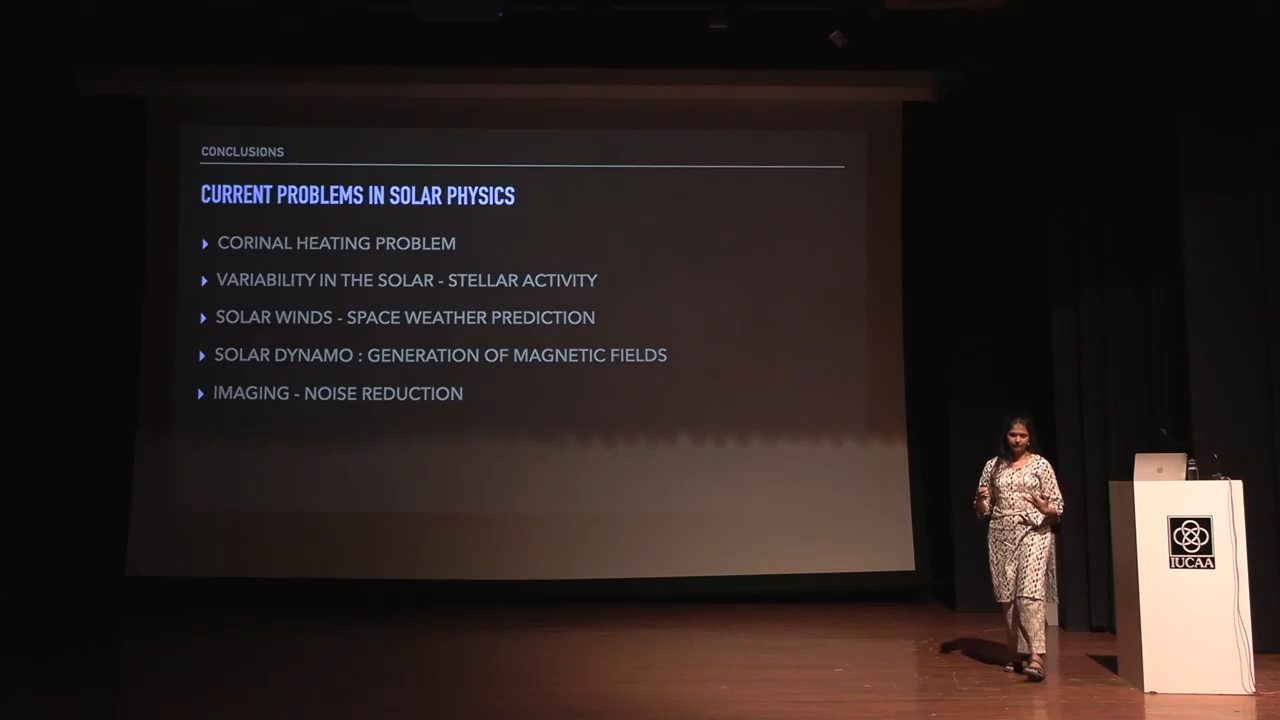 CONCLUSIONS
CURRENT PROBLEMS IN SOLAR PHYSICS
CORINAL HEATING PROBLEM
VARIABILITY IN THE SOLAR - STELLAR ACTIVITY
SOLAR WINDS - SPACE WEATHER PREDICTION
SOLAR DYNAMO : GENERATION OF MAGNETIC FIELDS
IMAGING - NOISE REDUCTION
IUCAA